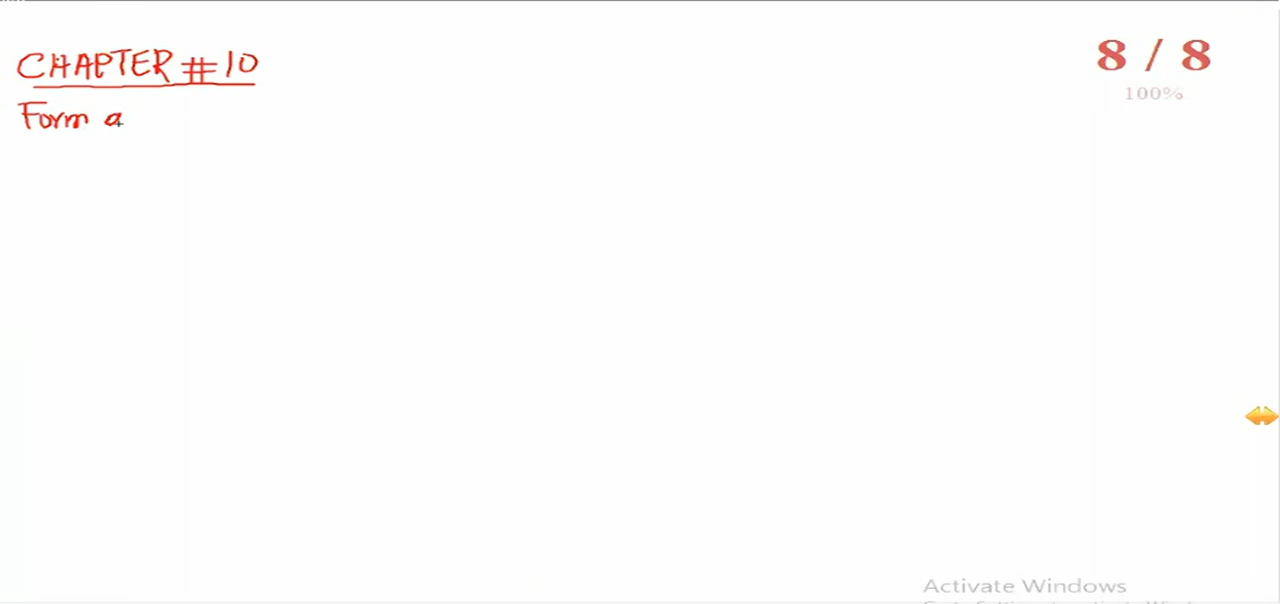 CHAPTER #10
Form a
8 / 8
100%
Activate Windows